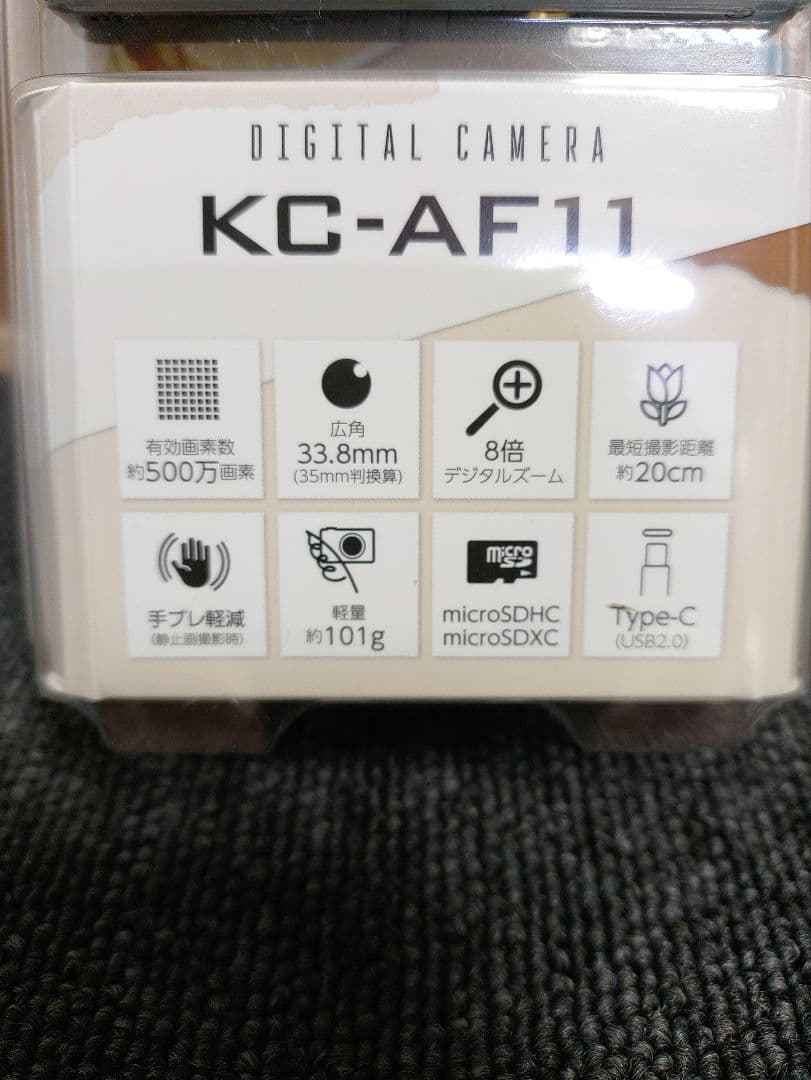 DIGITAL CAMERA
KC-AF11
有効画素数
約500万画素
広角
33.8mm
(35mm判換算)
8倍
デジタルズーム
最短撮影距離
約20cm
手ブレ軽減
(静止画撮影時)
軽量
約101g
micro
SD
microSDHC
microSDXC
Type-C
(USB2.0)